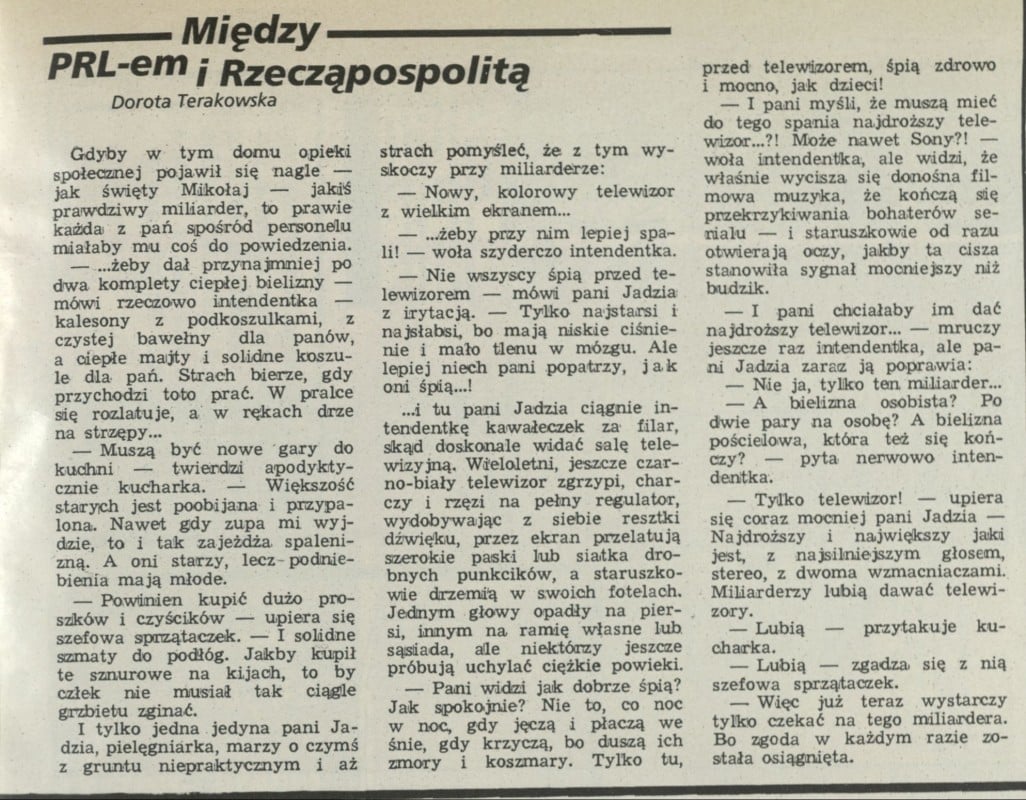 Między
PRL-em i Rzecząpospolitą
Dorota Terakowska
Gdyby w tym domu opieki
społecznej pojawił się nagle —
jak święty Mikołaj — jakiś
prawdziwy miliarder, to prawie
każda z pań spośród personelu
miałaby mu coś do powiedzenia.
— ...żeby dał przynajmniej po
dwa komplety ciepłej bielizny —
mówi rzeczowo intendentka —
kalesony z podkoszulkami, z
czystej bawełny dla panów,
a ciepłe majty i solidne koszu-
le dla pań. Strach bierze, gdy
przychodzi toto prać. W pralce
się rozlatuje, a w rękach drze
na strzępy...
— Muszą być nowe gary do
kuchni — twierdzi apodykty-
cznie kucharka. — Większość
starych jest poobijana i przypa-
lona. Nawet gdy zupa mi wyj-
dzie, to i tak zajeżdża spaleni-
zną. A oni starzy, lecz podnie-
bienia mają młode.
— Powinien kupić dużo pro-
szków i czyścików — upiera się
szefowa sprzątaczek. — I solidne
szmaty do podłóg. Jakby kupił
te sznurowe na kijach, to by
człek nie musiał tak ciągle
grzbietu zginać.
I tylko jedna jedyna pani Ja-
dzia, pielęgniarka, marzy o czymś
z gruntu niepraktycznym i aż
strach pomyśleć, że z tym wy-
skoczy przy miliarderze:
— Nowy, kolorowy telewizor
z wielkim ekranem...
— ...żeby przy nim lepiej spa-
li! — woła szyderczo intendentka.
— Nie wszyscy śpią przed te-
lewizorem — mówi pani Jadzia
z irytacją. — Tylko najstarsi i
najsłabsi, bo mają niskie ciśnie-
nie i mało tlenu w mózgu. Ale
lepiej niech pani popatrzy, jak
oni śpią...!
...i tu pani Jadzia ciągnie in-
tendentkę kawałeczek za filar,
skąd doskonale widać salę tele-
wizyjną. Wieloletni, jeszcze czar-
no-biały telewizor zgrzypi, char-
czy i rzęzi na pełny regulator,
wydobywając z siebie resztki
dźwięku, przez ekran przelatują
szerokie paski lub siatka dro-
bnych punkcików, a staruszko-
wie drzemią w swoich fotelach.
Jednym głowy opadły na pier-
si, innym na ramię własne lub
sąsiada, ale niektórzy jeszcze
próbują uchylać ciężkie powieki.
— Pani widzi jak dobrze śpią?
Jak spokojnie? Nie to, co noc
w noc, gdy jęczą i płaczą we
śnie, gdy krzyczą, bo duszą ich
zmory i koszmary. Tylko tu,
przed telewizorem, śpią zdrowo
i mocno, jak dzieci!
— I pani myśli, że muszą mieć
do tego spania najdroższy tele-
wizor...?! Może nawet Sony?! —
woła intendentka, ale widzi, że
właśnie wycisza się donośna fil-
mowa muzyka, że kończą się
przekrzykiwania bohaterów se-
rialu — i staruszkowie od razu
otwierają oczy, jakby ta cisza
stanowiła sygnał mocniejszy niż
budzik.
— I pani chciałaby im dać
najdroższy telewizor... — mruczy
jeszcze raz intendentka, ale pa-
ni Jadzia zaraz ją poprawia:
— Nie ja, tylko ten miliarder...
— A bielizna osobista? Po
dwie pary na osobę? A bielizna
pościelowa, która też się koń-
czy? — pyta nerwowo inten-
dentka.
— Tylko telewizor! — upiera
się coraz mocniej pani Jadzia —
Najdroższy i największy jaki
jest, z najsilniejszym głosem,
stereo, z dwoma wzmacniaczami.
Miliarderzy lubią dawać telewi-
zory.
— Lubią — przytakuje ku-
charka.
— Lubią — zgadza się z nią
szefowa sprzątaczek.
— Więc już teraz wystarczy
tylko czekać na tego miliardera.
Bo zgoda w każdym razie zo-
stała osiągnięta.